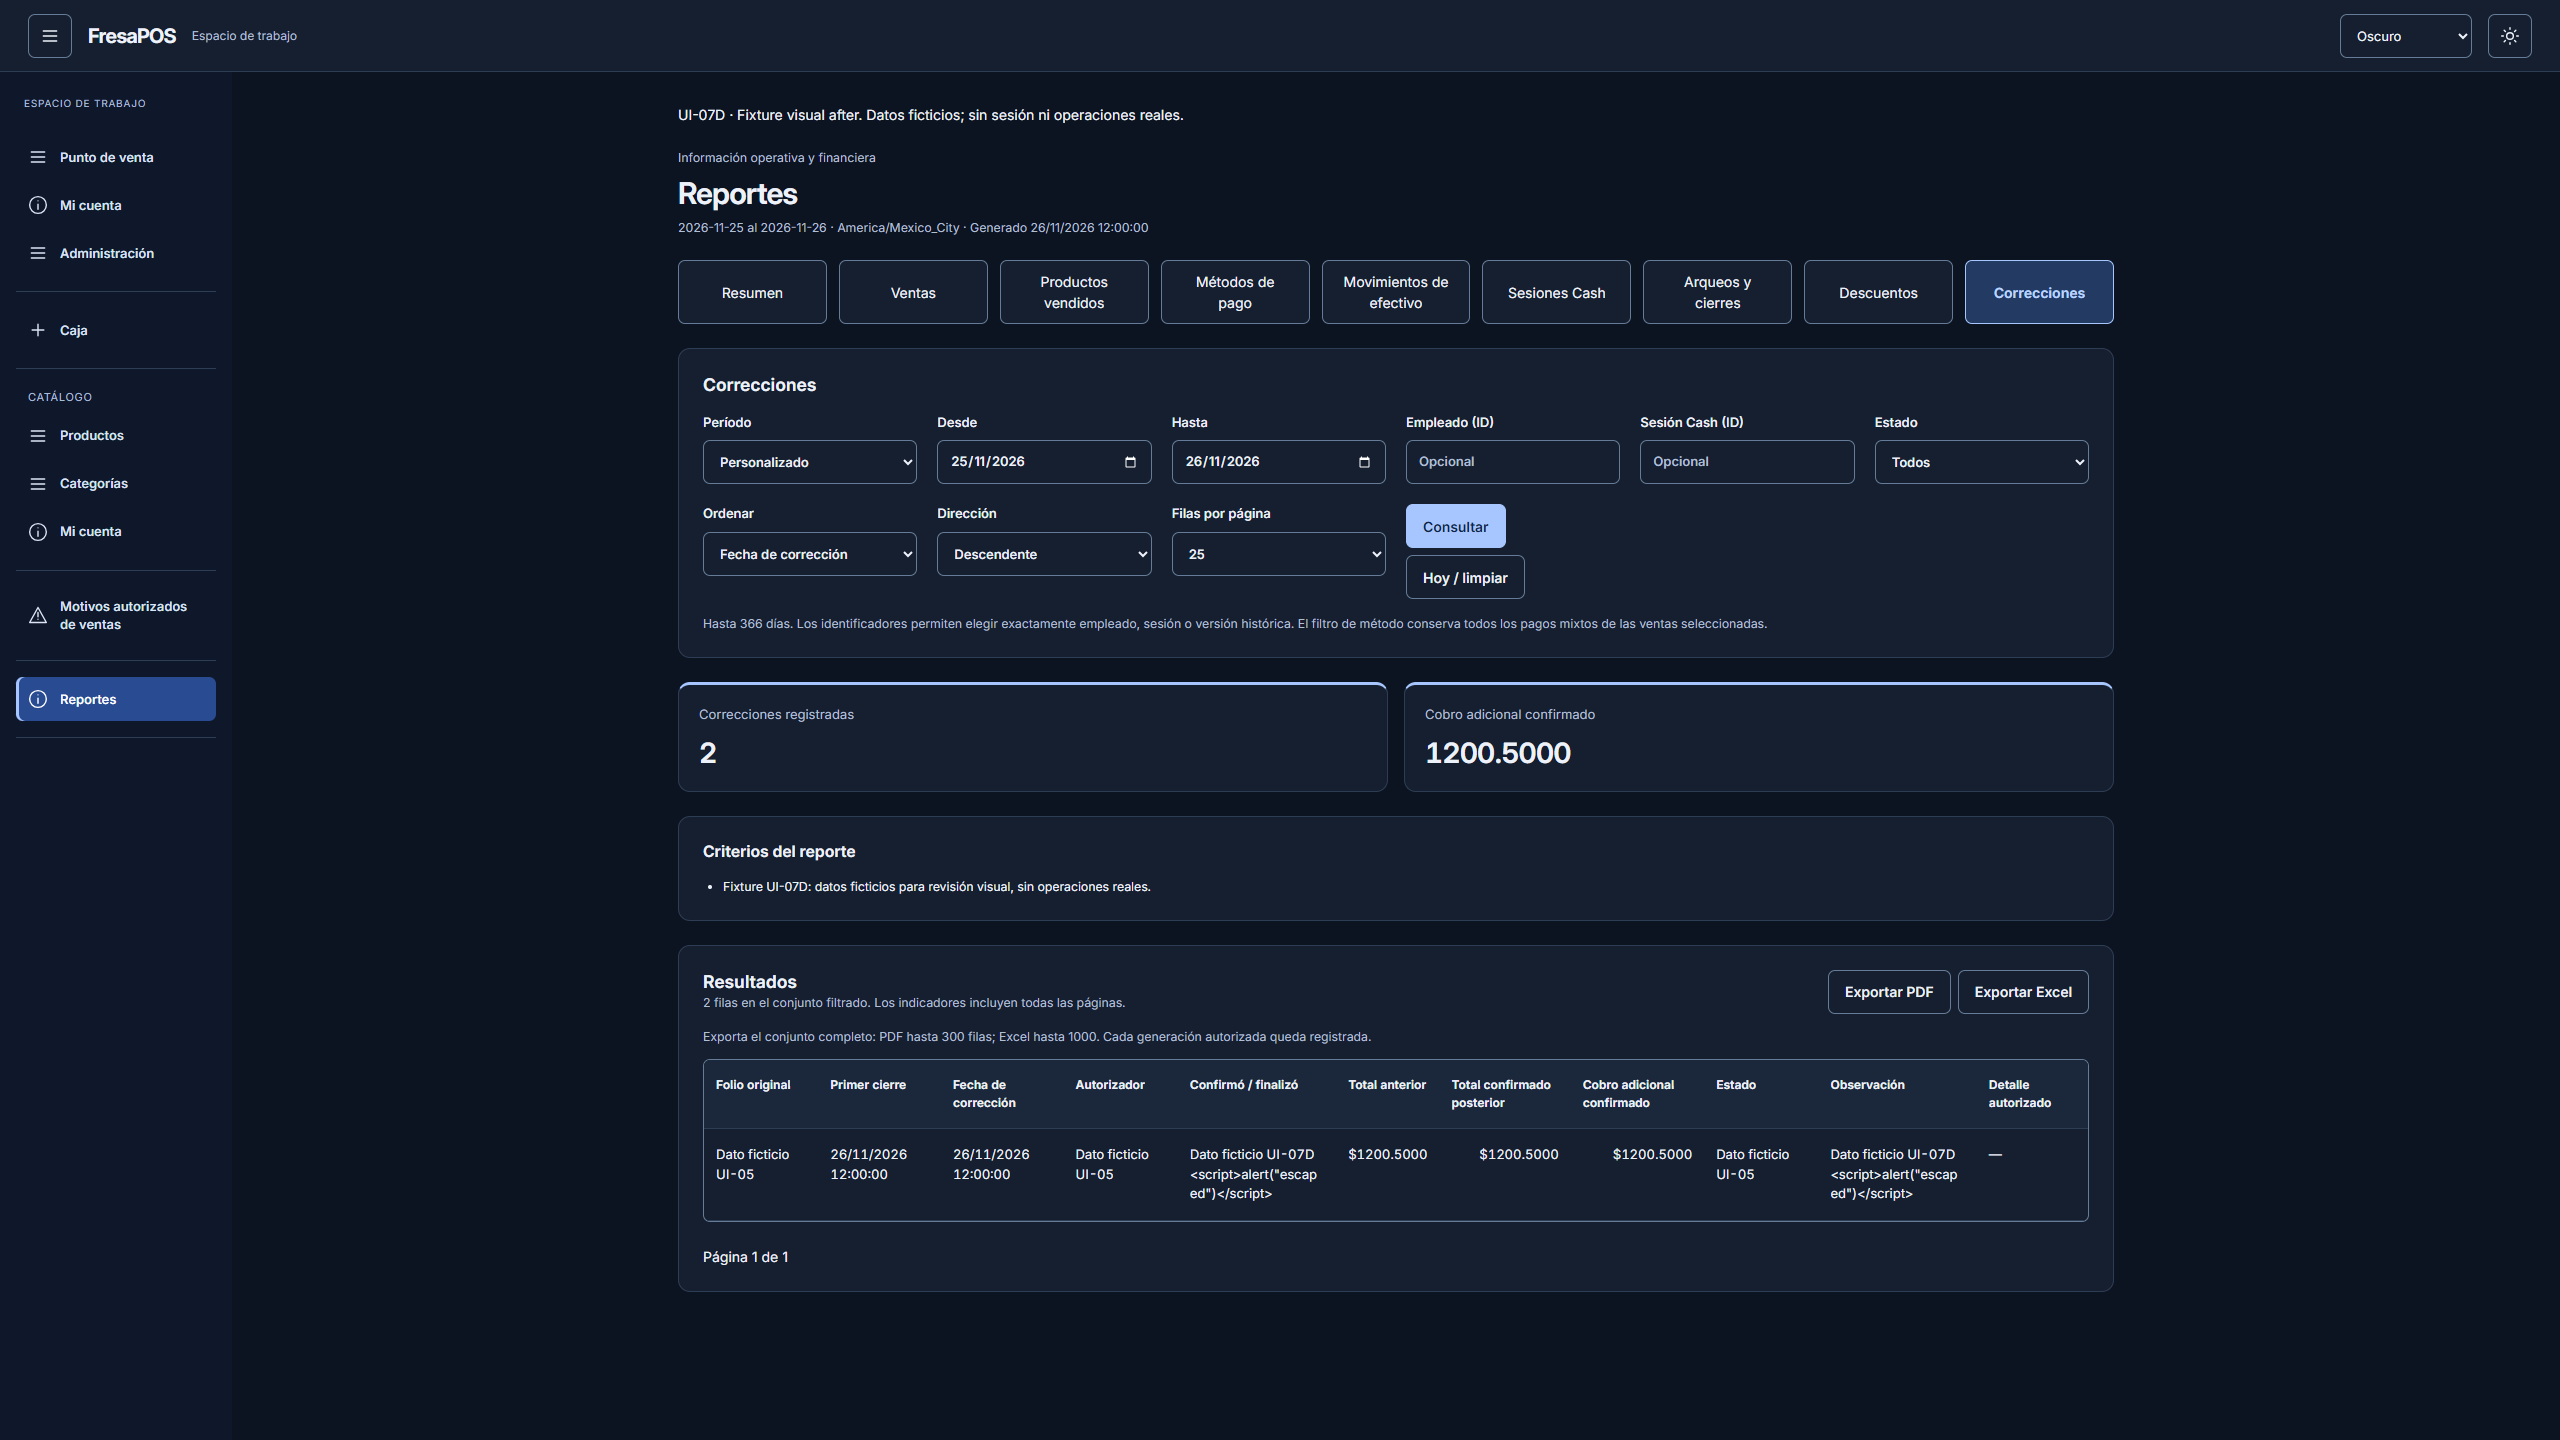 FresaPOS
Espacio de trabajo
Oscuro
ESPACIO DE TRABAJO
Punto de venta
Mi cuenta
Administración
Caja
CATÁLOGO
Productos
Categorías
Mi cuenta
Motivos autorizados
de ventas
Reportes
UI-07D · Fixture visual after. Datos ficticios; sin sesión ni operaciones reales.
Información operativa y financiera
Reportes
2026-11-25 al 2026-11-26 · America/Mexico_City · Generado 26/11/2026 12:00:00
Resumen
Ventas
Productos
vendidos
Métodos de
pago
Movimientos de
efectivo
Sesiones Cash
Arqueos y
cierres
Descuentos
Correcciones
Correcciones
Período
Desde
Hasta
Empleado (ID)
Sesión Cash (ID)
Estado
Personalizado
25/11/2026
26/11/2026
Opcional
Opcional
Todos
Ordenar
Dirección
Filas por página
Fecha de corrección
Descendente
25
Consultar
Hoy / limpiar
Hasta 366 días. Los identificadores permiten elegir exactamente empleado, sesión o versión histórica. El filtro de método conserva todos los pagos mixtos de las ventas seleccionadas.
Correcciones registradas
2
Cobro adicional confirmado
1200.5000
Criterios del reporte
• Fixture UI-07D: datos ficticios para revisión visual, sin operaciones reales.
Resultados
2 filas en el conjunto filtrado. Los indicadores incluyen todas las páginas.
Exportar PDF
Exportar Excel
Exporta el conjunto completo: PDF hasta 300 filas; Excel hasta 1000. Cada generación autorizada queda registrada.
Folio original
Primer cierre
Fecha de
corrección
Autorizador
Confirmó / finalizó
Total anterior
Total confirmado
posterior
Cobro adicional
confirmado
Estado
Observación
Detalle
autorizado
Dato ficticio
UI-05
26/11/2026
12:00:00
26/11/2026
12:00:00
Dato ficticio
UI-05
Dato ficticio UI-07D
<script>alert("escap
ed")</script>
$1200.5000
$1200.5000
$1200.5000
Dato ficticio
UI-05
Dato ficticio UI-07D
<script>alert("escap
ed")</script>
—
Página 1 de 1